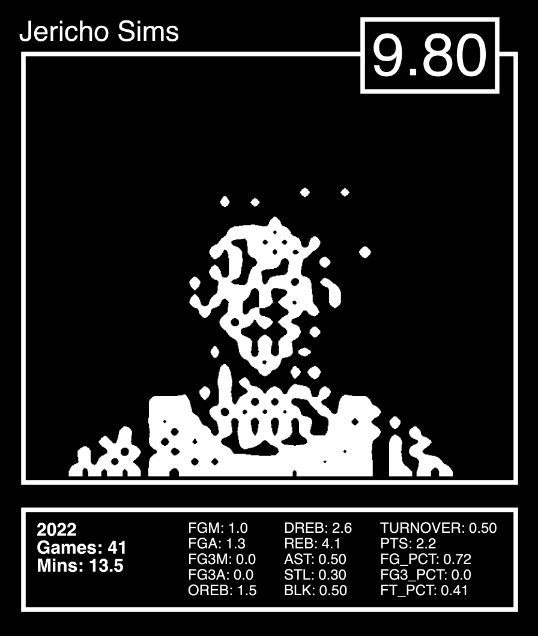 Jericho Sims
9.80
2022
Games: 41
Mins: 13.5
FGM: 1.0
FGA: 1.3
FG3M: 0.0
FG3A: 0.0
OREB: 1.5
DREB: 2.6
REB: 4.1
AST: 0.50
STL: 0.30
BLK: 0.50
TURNOVER: 0.50
PTS: 2.2
FG_PCT: 0.72
FG3_PCT: 0.0
FT_PCT: 0.41